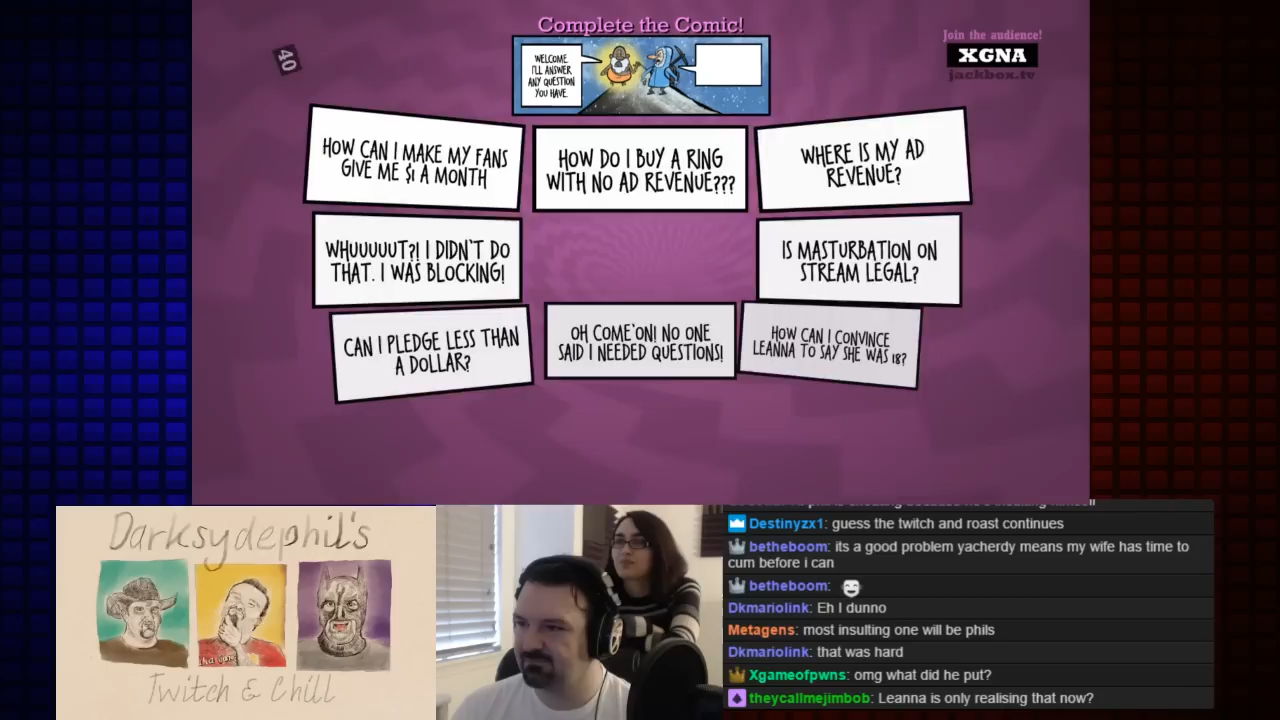 Complete the Comic!
Join the audience!
XGNA
jackbox.tv
40
WELCOME.
I'LL ANSWER
ANY QUESTION
YOU HAVE.
HOW CAN I MAKE MY FANS
GIVE ME $1 A MONTH
HOW DO I BUY A RING
WITH NO AD REVENUE???
WHERE IS MY AD
REVENUE?
WHUUUUUT?! I DIDN'T DO
THAT. I WAS BLOCKING!
IS MASTURBATION ON
STREAM LEGAL?
CAN I PLEDGE LESS THAN
A DOLLAR?
OH COME'ON! NO ONE
SAID I NEEDED QUESTIONS!
HOW CAN I CONVINCE
LEANNA TO SAY SHE WAS 18?
Darksydephil's
Twitch & Chill
Destinyzx1: guess the twitch and roast continues
betheboom: its a good problem yacherdy means my wife has time to
cum before i can
betheboom:
Dkmariolink: Eh I dunno
Metagens: most insulting one will be phils
Dkmariolink: that was hard
Xgameofpwns: omg what did he put?
theycallmejimbob: Leanna is only realising that now?